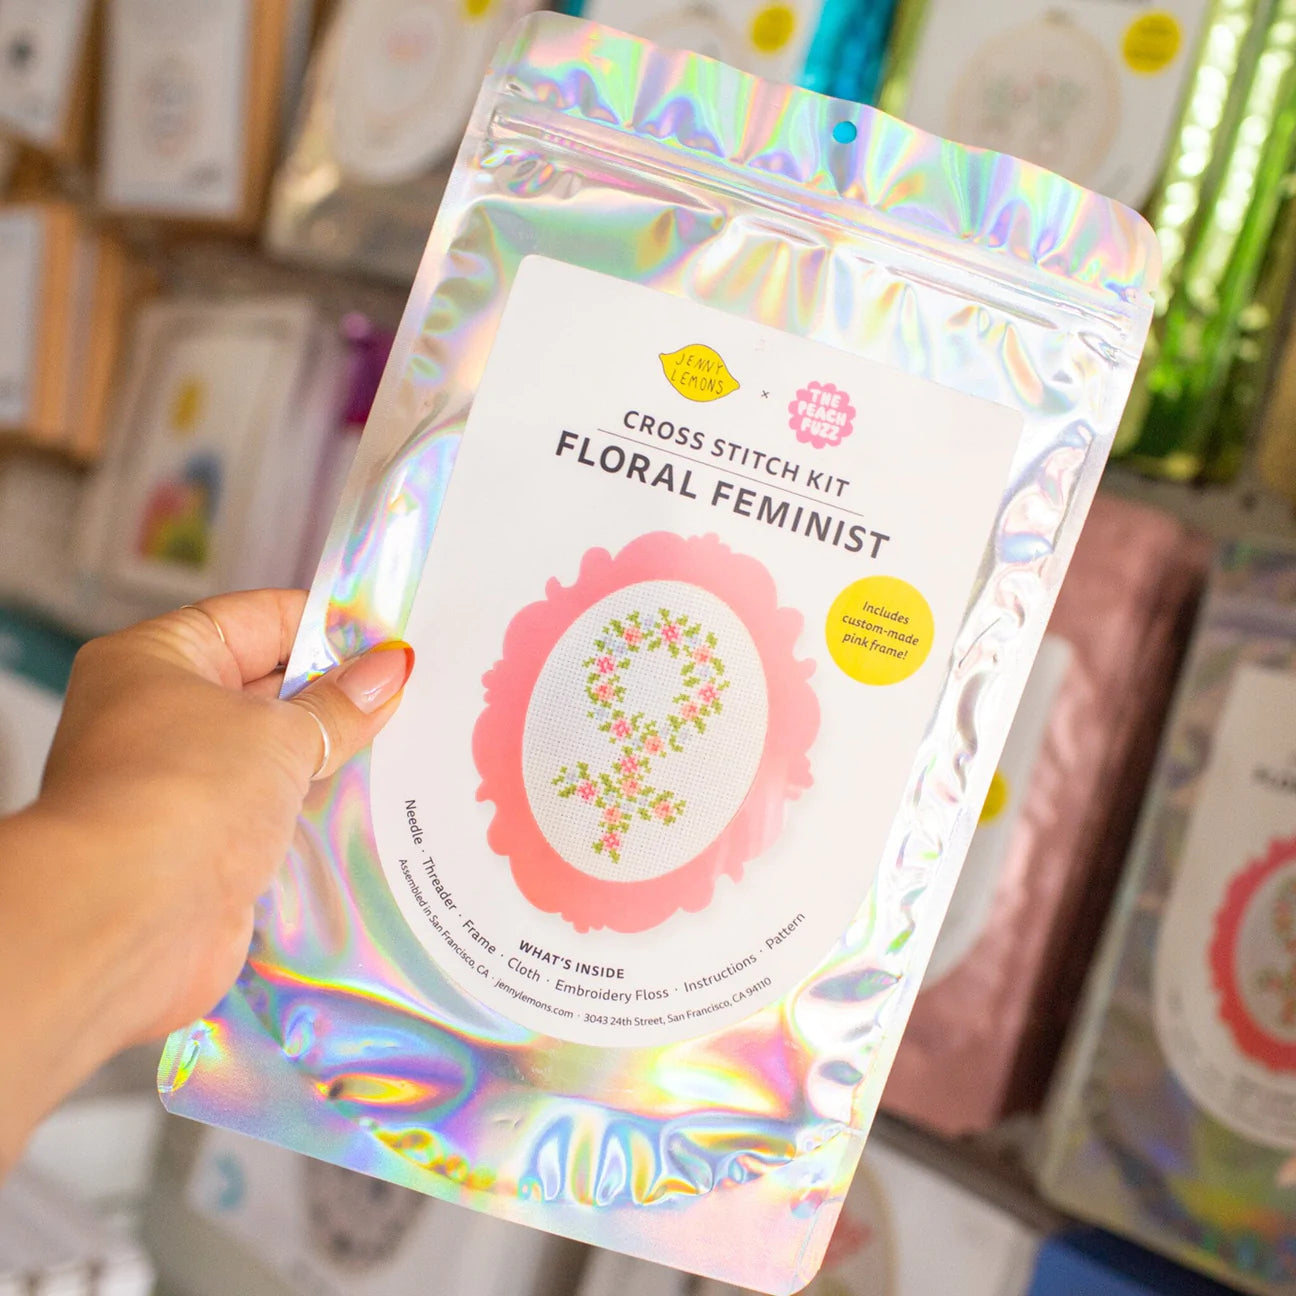 JENNY
LEMONS
×
THE
PEACH
FUZZ
CROSS STITCH KIT
FLORAL FEMINIST
Includes
custom-made
pink frame!
WHAT'S INSIDE
Needle · Threader · Frame · Cloth · Embroidery Floss · Instructions · Pattern
Assembled in San Francisco, CA · jennylemons.com · 3043 24th Street, San Francisco, CA 94110